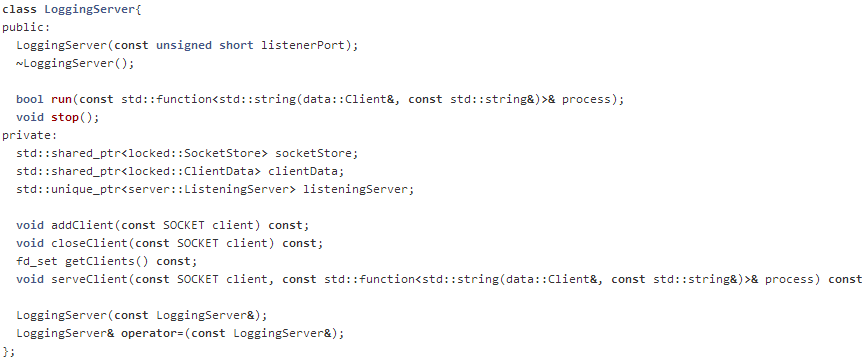 class LoggingServer{
public:
  LoggingServer(const unsigned short listenerPort);
  ~LoggingServer();

  bool run(const std::function<std::string(data::Client&, const std::string&)>& process);
  void stop();
private:
  std::shared_ptr<locked::SocketStore> socketStore;
  std::shared_ptr<locked::ClientData> clientData;
  std::unique_ptr<server::ListeningServer> listeningServer;

  void addClient(const SOCKET client) const;
  void closeClient(const SOCKET client) const;
  fd_set getClients() const;
  void serveClient(const SOCKET client, const std::function<std::string(data::Client&, const std::string&)>& process) const

  LoggingServer(const LoggingServer&);
  LoggingServer& operator=(const LoggingServer&);
};